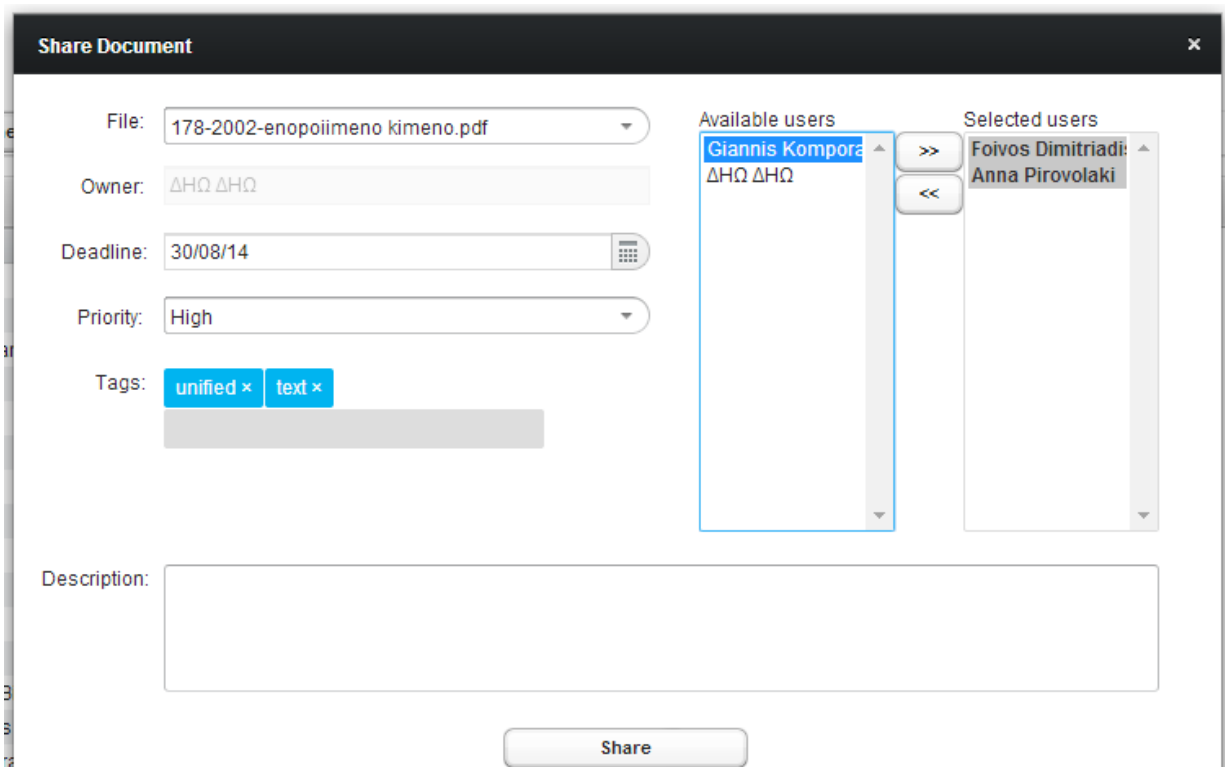 Share Document ×
File: 178-2002-enopoiimeno kimeno.pdf
Owner: ΔΗΩ ΔΗΩ
Deadline: 30/08/14
Priority: High
Tags: unified × text ×
Available users
Giannis Kompora
ΔΗΩ ΔΗΩ
>>
<<
Selected users
Foivos Dimitriadis
Anna Pirovolaki
Description:
Share